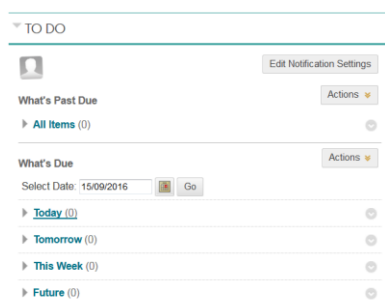 TO DO
Edit Notification Settings
What's Past Due
Actions
All Items (0)
What's Due
Actions
Select Date: 15/09/2016 Go
Today (0)
Tomorrow (0)
This Week (0)
Future (0)